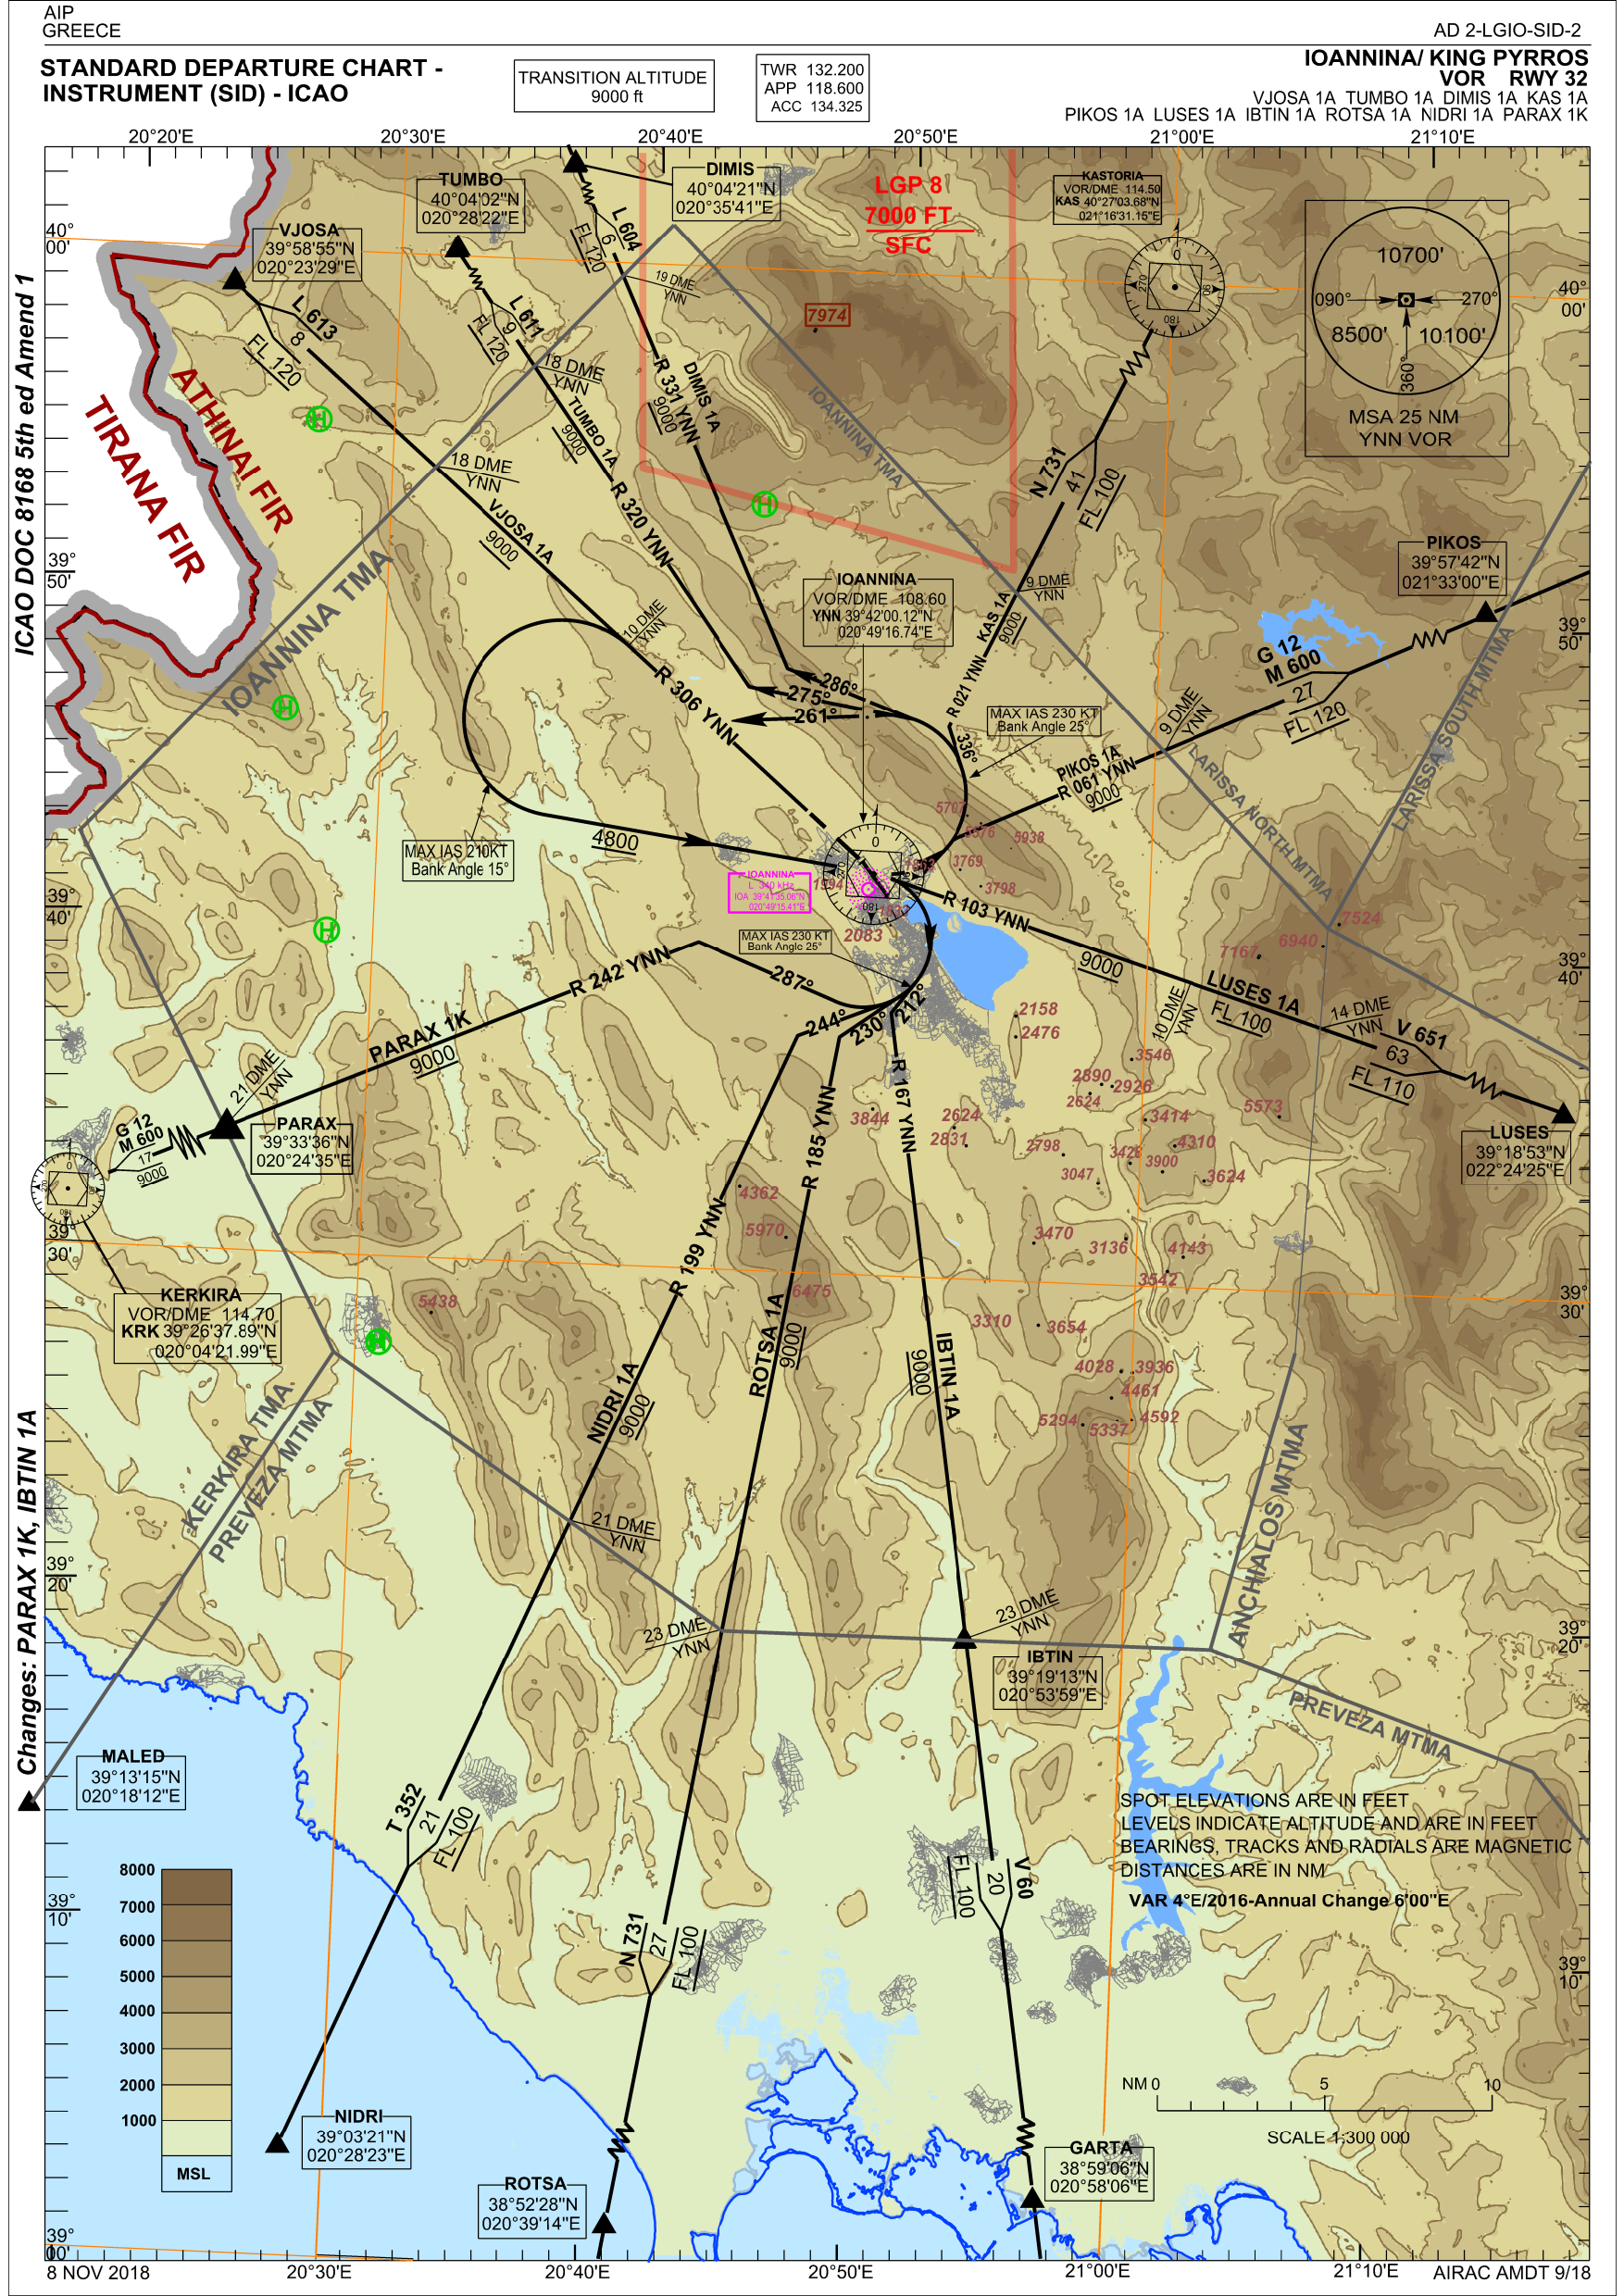 AIP
GREECE
AD 2-LGIO-SID-2
STANDARD DEPARTURE CHART -
INSTRUMENT (SID) - ICAO
TRANSITION ALTITUDE
9000 ft
TWR 132.200
APP 118.600
ACC 134.325
IOANNINA/ KING PYRROS
VOR RWY 32
VJOSA 1A TUMBO 1A DIMIS 1A KAS 1A
PIKOS 1A LUSES 1A IBTIN 1A ROTSA 1A NIDRI 1A PARAX 1K
20°20'E
20°30'E
20°40'E
20°50'E
21°00'E
21°10'E
ICAO DOC 8168 5th ed Amend 1
Changes: PARAX 1K, IBTIN 1A
40°
00'
39°
50'
39°
40'
39°
30'
39°
20'
39°
10'
39°
00'
40°
00'
39°
50'
39°
40'
39°
30'
39°
20'
39°
10'
VJOSA
39°58'55"N
020°23'29"E
TUMBO
40°04'02"N
020°28'22"E
DIMIS
40°04'21"N
020°35'41"E
LGP 8
7000 FT
SFC
7974
KASTORIA
VOR/DME 114.50
KAS 40°27'03.68"N
021°16'31.15"E
0
90
180
270
10700'
090°
270°
8500'
10100'
360°
MSA 25 NM
YNN VOR
L 613
8
FL 120
L 611
9
FL 120
L 604
6
FL 120
19 DME
YNN
18 DME
YNN
18 DME
YNN
ATHINAI FIR
TIRANA FIR
IOANNINA TMA
IOANNINA TMA
TUMBO 1A
9000
R 320 YNN
DIMIS 1A
R 331 YNN
9000
VJOSA 1A
9000
R 306 YNN
10 DME
YNN
N 731
41
FL 100
9 DME
YNN
KAS 1A
9000
R 021 YNN
PIKOS
39°57'42"N
021°33'00"E
G 12
M 600
27
FL 120
9 DME
YNN
PIKOS 1A
R 061 YNN
9000
LARISSA NORTH MTMA
LARISSA SOUTH MTMA
IOANNINA
VOR/DME 108.60
YNN 39°42'00.12"N
020°49'16.74"E
286°
275°
261°
336°
MAX IAS 230 KT
Bank Angle 25°
MAX IAS 210KT
Bank Angle 15°
4800
IOANNINA
L 340 kHz
IOA 39°41'35.06"N
020°49'15.41"E
0
270
180
5938
3769
3798
2083
MAX IAS 230 KT
Bank Angle 25°
R 103 YNN
9000
LUSES 1A
FL 100
10 DME
YNN
14 DME
YNN
V 651
63
FL 110
LUSES
39°18'53"N
022°24'25"E
7524
6940
7167
R 242 YNN
287°
244°
230°
212°
PARAX 1K
9000
21 DME
YNN
PARAX
39°33'36"N
020°24'35"E
G 12
M 600
17
9000
KERKIRA
VOR/DME 114.70
KRK 39°26'37.89"N
020°04'21.99"E
2158
2476
3546
2890
2926
2624
3414
5573
3844
2624
2831
2798
3428
4310
3900
3047
3624
4362
5970
6475
5438
3470
3136
4143
3542
3310
3654
4028
3936
4461
5294
5337
4592
R 167 YNN
R 185 YNN
R 199 YNN
NIDRI 1A
9000
ROTSA 1A
9000
IBTIN 1A
9000
KERKIRA TMA
PREVEZA MTMA
ANCHIALOS MTMA
PREVEZA MTMA
21 DME
YNN
23 DME
YNN
23 DME
YNN
IBTIN
39°19'13"N
020°53'59"E
MALED
39°13'15"N
020°18'12"E
T 352
21
FL 100
N 731
27
FL 100
V 60
20
FL 100
SPOT ELEVATIONS ARE IN FEET
LEVELS INDICATE ALTITUDE AND ARE IN FEET
BEARINGS, TRACKS AND RADIALS ARE MAGNETIC
DISTANCES ARE IN NM
VAR 4°E/2016-Annual Change 6'00"E
8000
7000
6000
5000
4000
3000
2000
1000
MSL
NIDRI
39°03'21"N
020°28'23"E
ROTSA
38°52'28"N
020°39'14"E
GARTA
38°59'06"N
020°58'06"E
NM 0
5
10
SCALE 1:300 000
8 NOV 2018
20°30'E
20°40'E
20°50'E
21°00'E
21°10'E
AIRAC AMDT 9/18